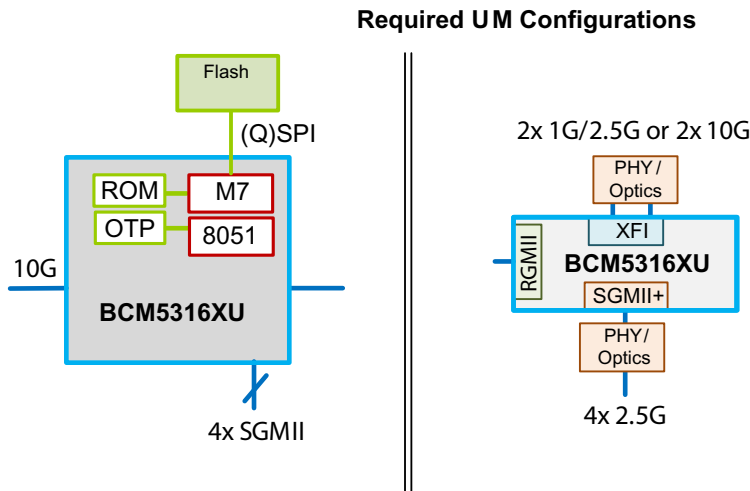 Required UM Configurations
Flash
(Q)SPI
ROM
M7
OTP
8051
10G
BCM5316XU
4x SGMII
2x 1G/2.5G or 2x 10G
PHY/
Optics
XFI
RGMII
BCM5316XU
SGMII+
PHY/
Optics
4x 2.5G